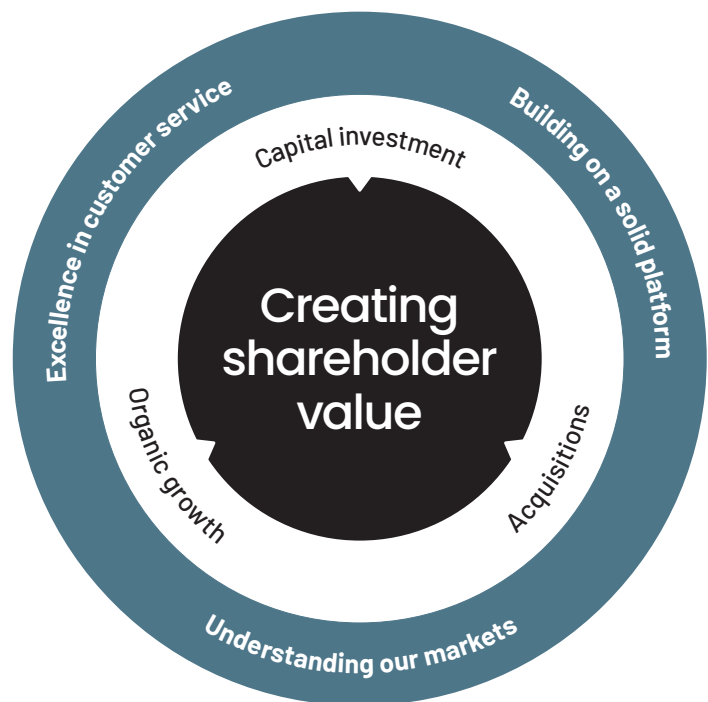 Excellence in customer service
Building on a solid platform
Capital investment
Creating
shareholder
value
Organic growth
Acquisitions
Understanding our markets